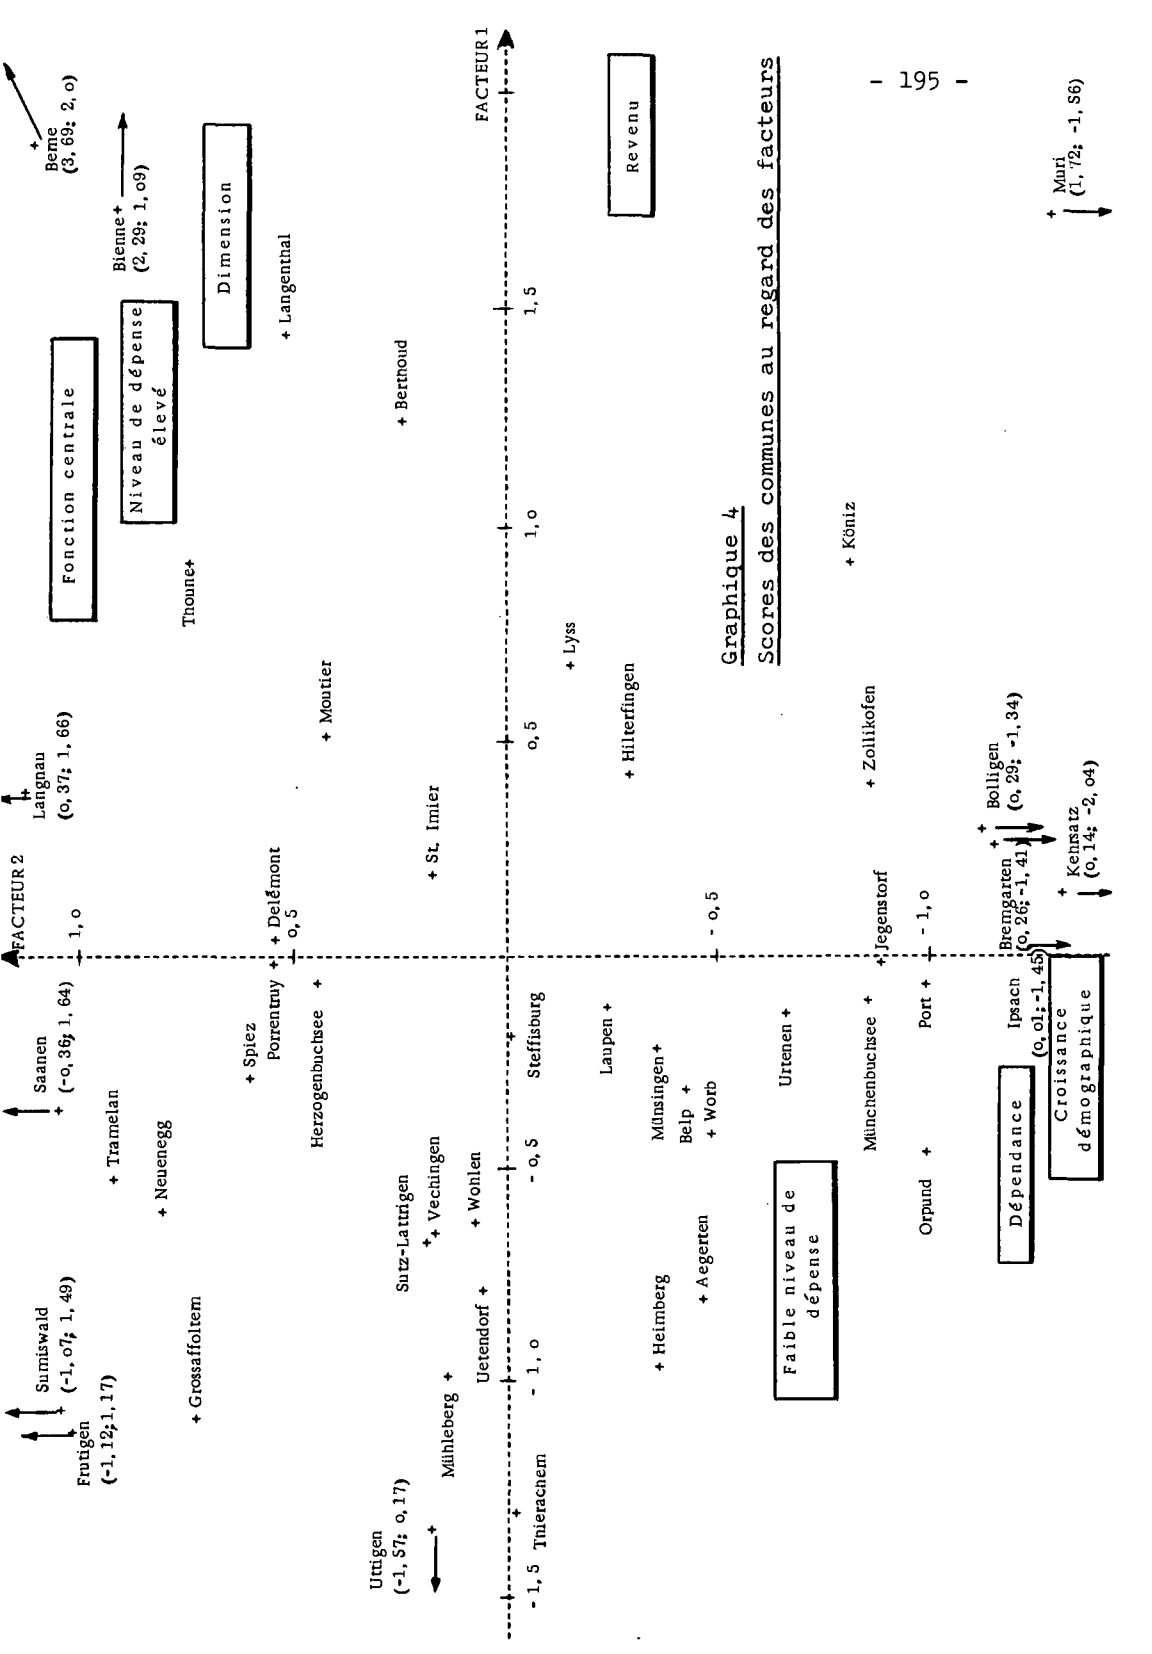 - 195 -
Graphique 4
Scores des communes au regard des facteurs
FACTEUR 2
FACTEUR 1
1, o
o, 5
- o, 5
- 1, o
- 1, 5
- 1, o
- o, 5
o, 5
1, o
1, 5
Fonction centrale
Niveau de dépense
élevé
Dimension
Revenu
Faible niveau de
dépense
Dépendance
Croissance
démographique
Berne
(3, 69; 2, o)
Bienne
(2, 29; 1, o9)
Langenthal
Berthoud
Thoune
Moutier
Langnau
(o, 37; 1, 66)
St. Imier
Delémont
Porrentruy
Spiez
Herzogenbuchsee
Saanen
(-o, 36; 1, 64)
Tramelan
Neuenegg
Sumiswald
(-1, o7; 1, 49)
Frutigen
(-1, 12; 1, 17)
Grossaffoltern
Sutz-Lattrigen
Vechingen
Wohlen
Uetendorf
Mühleberg
Uttigen
(-1, 57; o, 17)
Thierachern
Steffisburg
Laupen
Münsingen
Belp
Worb
Heimberg
Aegerten
Urtenen
Münchenbuchsee
Port
Orpund
Jegenstorf
Ipsach
(o, o1; -1, 45)
Bremgarten
(o, 26; -1, 41)
Bolligen
(o, 29; -1, 34)
Kehrsatz
(o, 14; -2, o4)
Zollikofen
Hilterfingen
Lyss
Köniz
Muri
(1, 72; -1, 86)